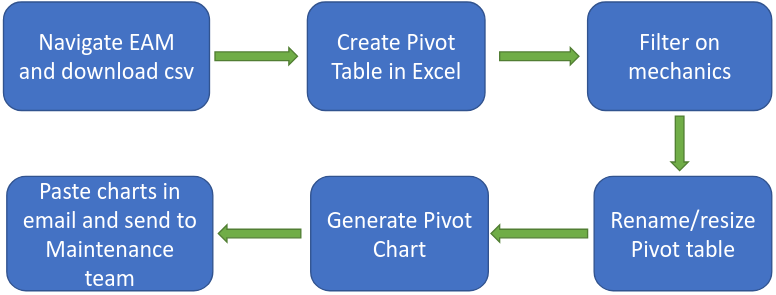 Navigate EAM
and download csv
Create Pivot
Table in Excel
Filter on
mechanics
Rename/resize
Pivot table
Generate Pivot
Chart
Paste charts in
email and send to
Maintenance
team